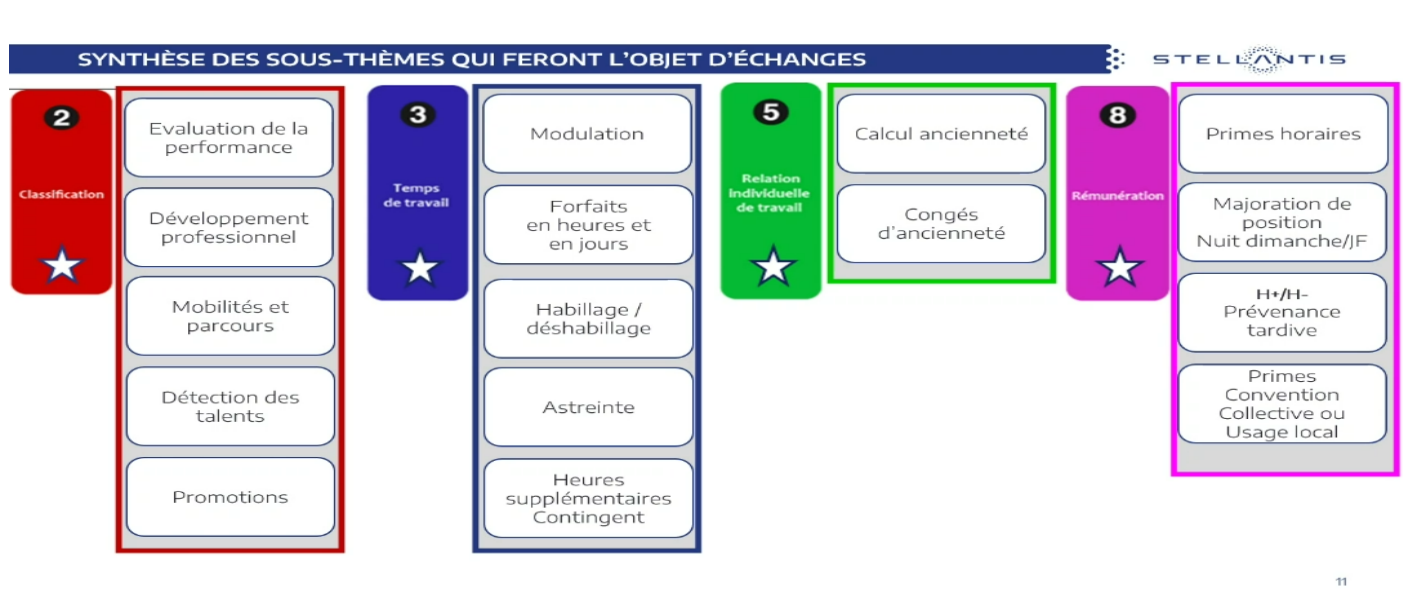 SYNTHÈSE DES SOUS-THÈMES QUI FERONT L'OBJET D'ÉCHANGES
STELLANTIS
2
Classification
Evaluation de la
performance
Développement
professionnel
Mobilités et
parcours
Détection des
talents
Promotions
3
Temps
de travail
Modulation
Forfaits
en heures et
en jours
Habillage /
déshabillage
Astreinte
Heures
supplémentaires
Contingent
5
Relation
individuelle
de travail
Calcul ancienneté
Congés
d'ancienneté
8
Rémunération
Primes horaires
Majoration de
position
Nuit dimanche/JF
H+/H-
Prévenance
tardive
Primes
Convention
Collective ou
Usage local
11